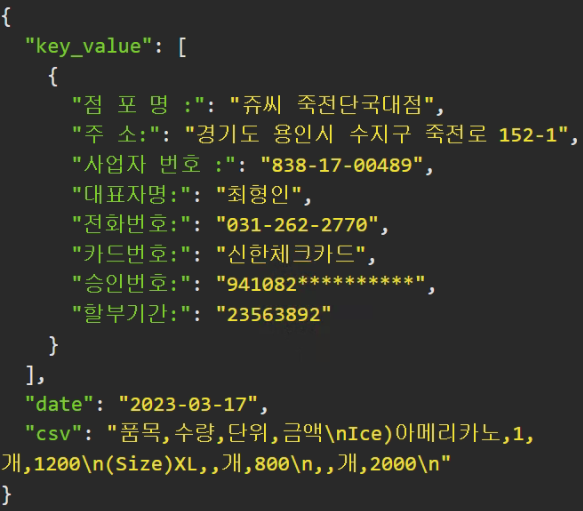 {
"key_value": [
{
"점 포 명 :": "쥬씨 죽전단국대점",
"주 소:": "경기도 용인시 수지구 죽전로 152-1",
"사업자 번호 :": "838-17-00489",
"대표자명:": "최형인",
"전화번호:": "031-262-2770",
"카드번호:": "신한체크카드",
"승인번호:": "941082**********",
"할부기간:": "23563892"
}
],
"date": "2023-03-17",
"csv": "품목,수량,단위,금액\nIce)아메리카노,1,
개,1200\n(Size)XL,,개,800\n,,개,2000\n"
}